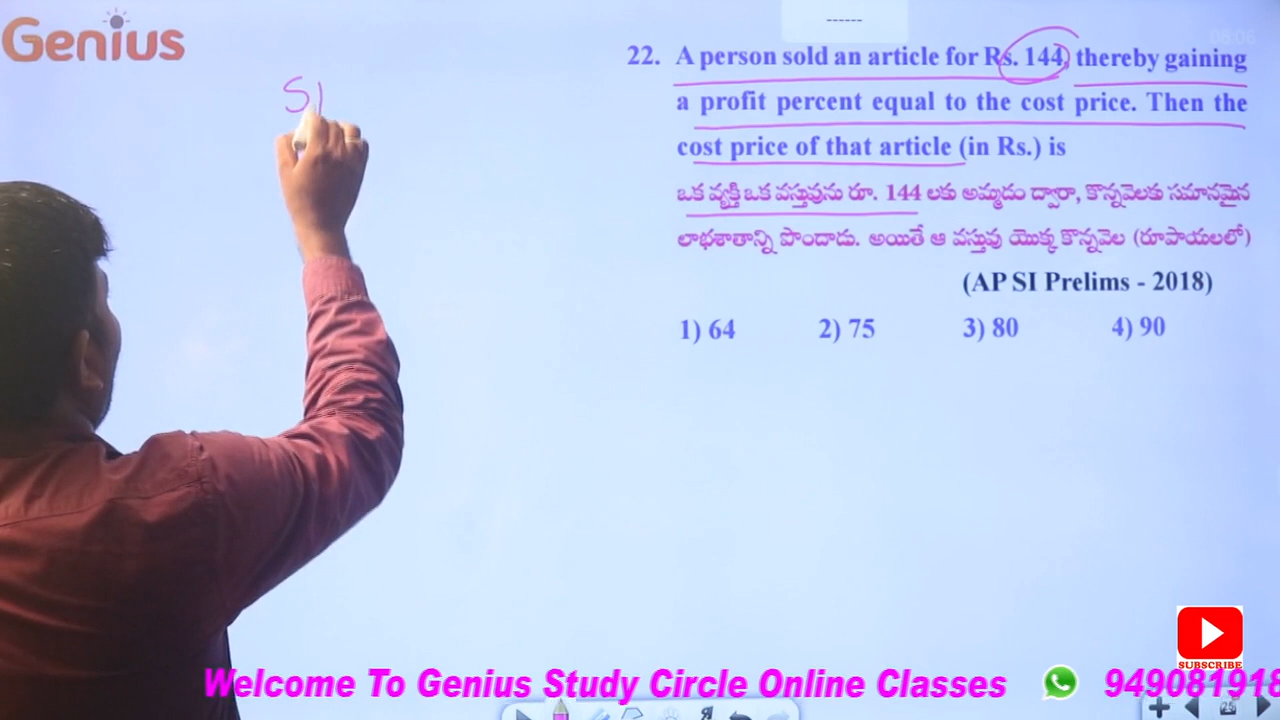 Genius
------
08:06
22. A person sold an article for Rs. 144, thereby gaining
a profit percent equal to the cost price. Then the
cost price of that article (in Rs.) is
ఒక వ్యక్తి ఒక వస్తువును రూ. 144 లకు అమ్మడం ద్వారా, కొన్నవెలకు సమానమైన
లాభశాతాన్ని పొందాడు. అయితే ఆ వస్తువు యొక్క కొన్నవెల (రూపాయలలో)
(AP SI Prelims - 2018)
1) 64 2) 75 3) 80 4) 90
SUBSCRIBE
Welcome To Genius Study Circle Online Classes 949081918